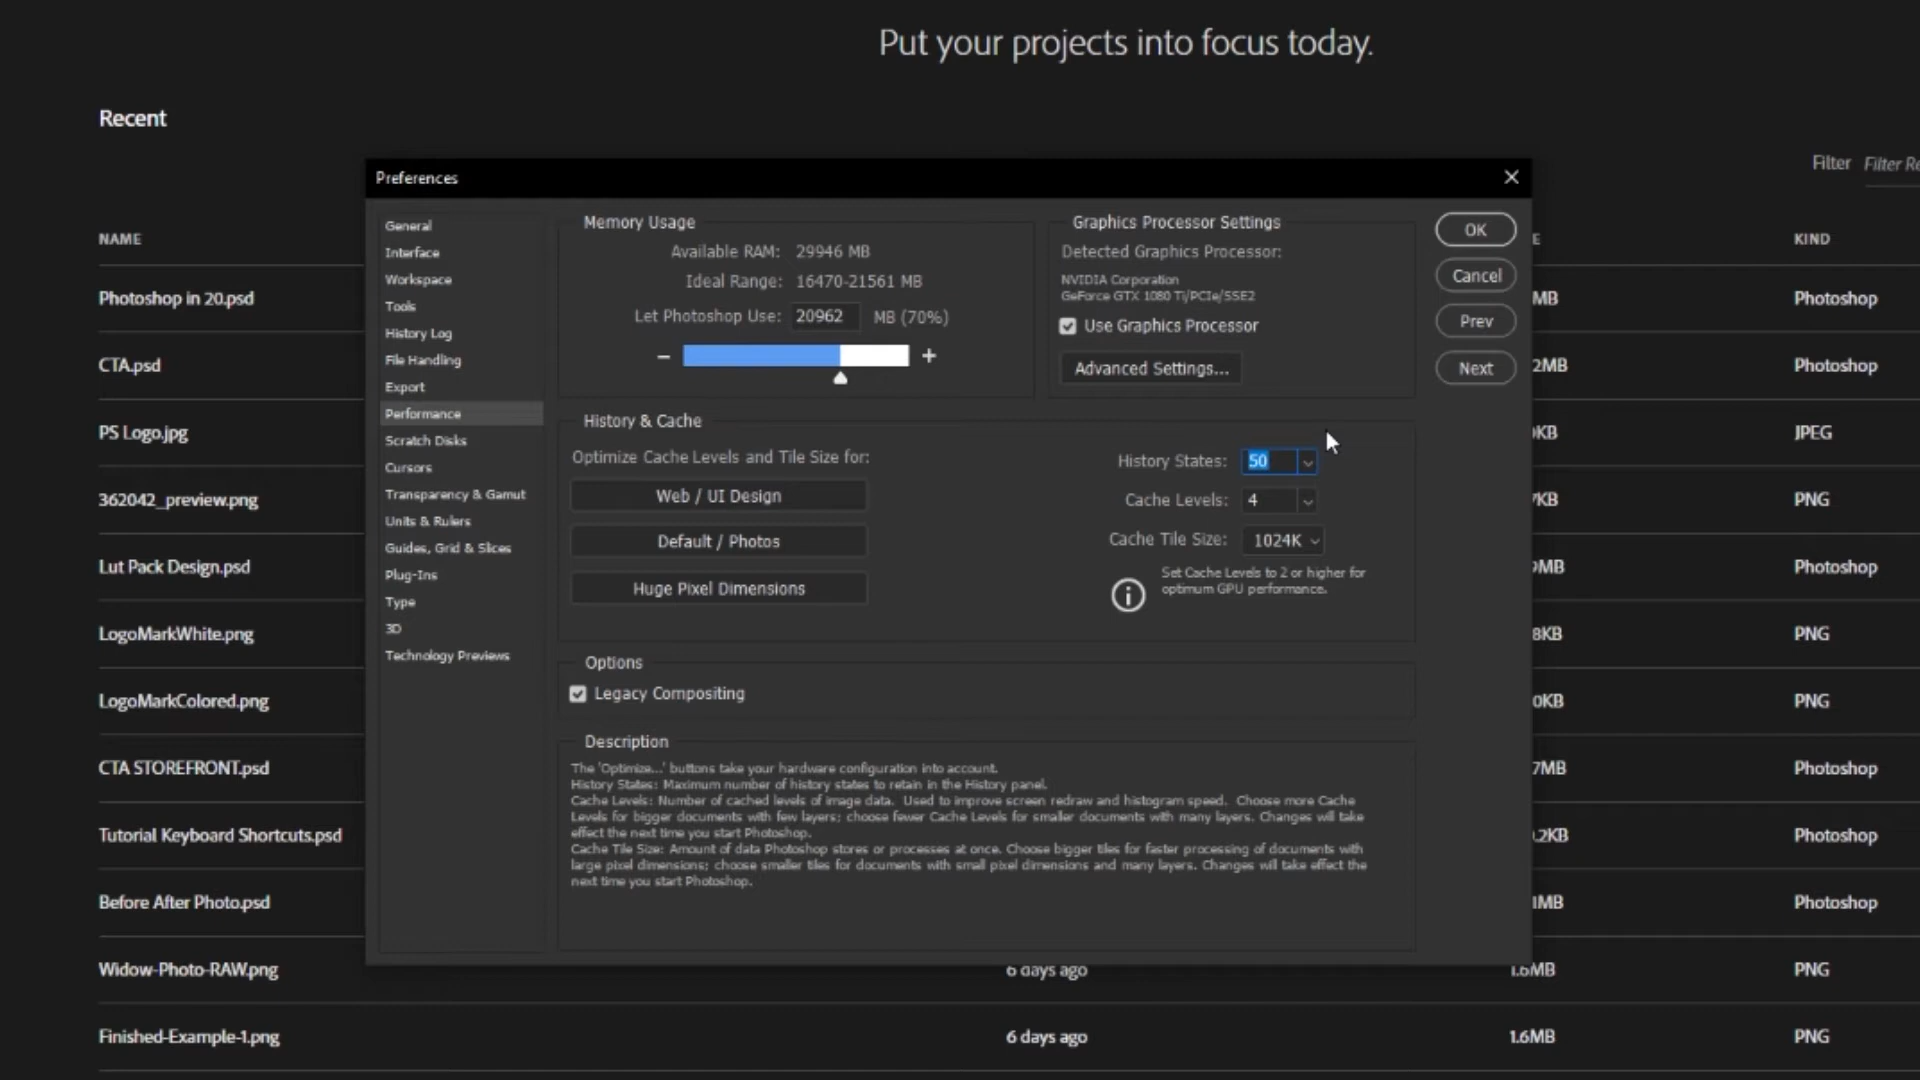 Put your projects into focus today.
Recent
Filter Filter Re
NAME
KIND
Photoshop in 20.psd
MB Photoshop
CTA.psd
2MB Photoshop
PS Logo.jpg
KB JPEG
362042_preview.png
KB PNG
Lut Pack Design.psd
MB Photoshop
LogoMarkWhite.png
8KB PNG
LogoMarkColored.png
0KB PNG
CTA STOREFRONT.psd
7MB Photoshop
Tutorial Keyboard Shortcuts.psd
.2KB Photoshop
Before After Photo.psd
MB Photoshop
Widow-Photo-RAW.png 6 days ago 1.6MB PNG
Finished-Example-1.png 6 days ago 1.6MB PNG
Preferences
General
Interface
Workspace
Tools
History Log
File Handling
Export
Performance
Scratch Disks
Cursors
Transparency & Gamut
Units & Rulers
Guides, Grid & Slices
Plug-Ins
Type
3D
Technology Previews
Memory Usage
Available RAM: 29946 MB
Ideal Range: 16470-21561 MB
Let Photoshop Use: 20962 MB (70%)
Graphics Processor Settings
Detected Graphics Processor:
NVIDIA Corporation
GeForce GTX 1080 Ti/PCIe/SSE2
Use Graphics Processor
Advanced Settings...
OK
Cancel
Prev
Next
History & Cache
Optimize Cache Levels and Tile Size for:
Web / UI Design
Default / Photos
Huge Pixel Dimensions
History States: 50
Cache Levels: 4
Cache Tile Size: 1024K
Set Cache Levels to 2 or higher for
optimum GPU performance.
Options
Legacy Compositing
Description
The 'Optimize...' buttons take your hardware configuration into account.
History States: Maximum number of history states to retain in the History panel.
Cache Levels: Number of cached levels of image data. Used to improve screen redraw and histogram speed. Choose more Cache
Levels for bigger documents with few layers; choose fewer Cache Levels for smaller documents with many layers. Changes will take
effect the next time you start Photoshop.
Cache Tile Size: Amount of data Photoshop stores or processes at once. Choose bigger tiles for faster processing of documents with
large pixel dimensions; choose smaller tiles for documents with small pixel dimensions and many layers. Changes will take effect the
next time you start Photoshop.